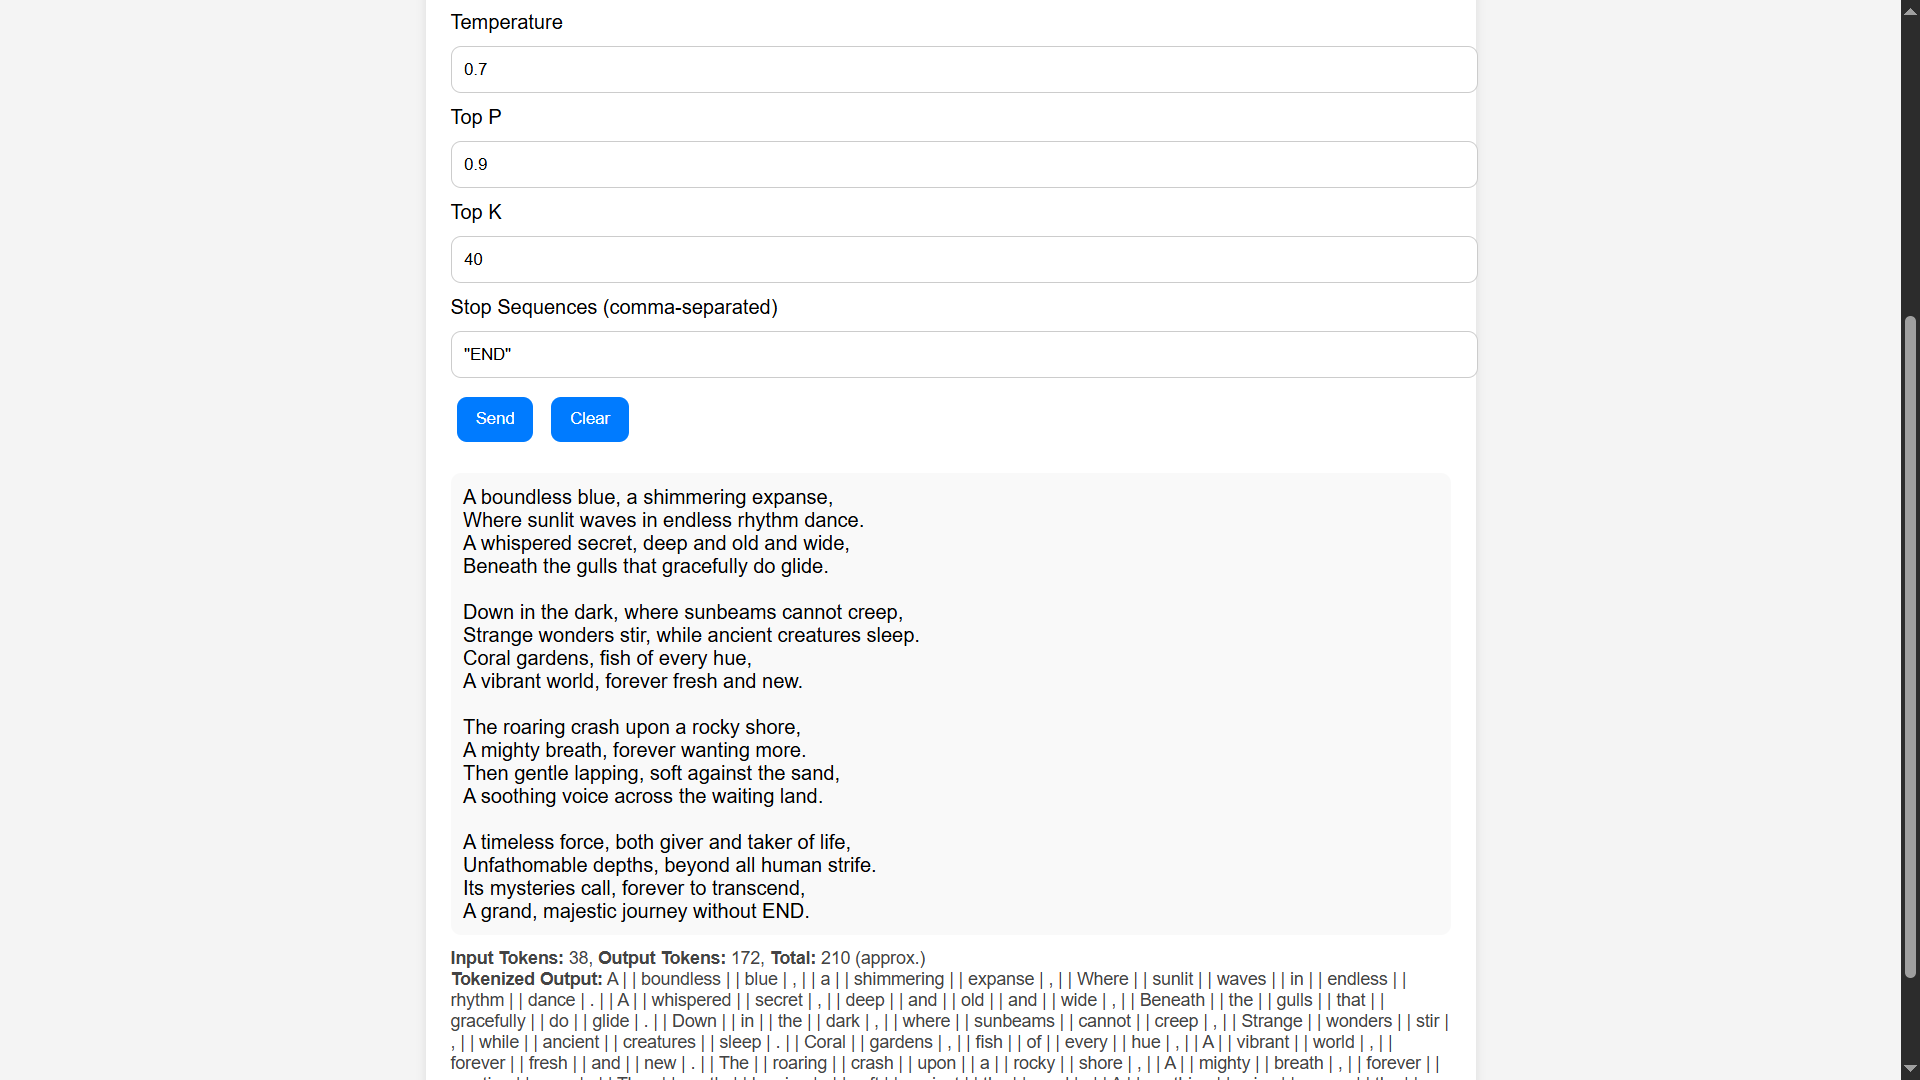 Temperature
0.7
Top P
0.9
Top K
40
Stop Sequences (comma-separated)
"END"
Send Clear
A boundless blue, a shimmering expanse,
Where sunlit waves in endless rhythm dance.
A whispered secret, deep and old and wide,
Beneath the gulls that gracefully do glide.
Down in the dark, where sunbeams cannot creep,
Strange wonders stir, while ancient creatures sleep.
Coral gardens, fish of every hue,
A vibrant world, forever fresh and new.
The roaring crash upon a rocky shore,
A mighty breath, forever wanting more.
Then gentle lapping, soft against the sand,
A soothing voice across the waiting land.
A timeless force, both giver and taker of life,
Unfathomable depths, beyond all human strife.
Its mysteries call, forever to transcend,
A grand, majestic journey without END.
Input Tokens: 38, Output Tokens: 172, Total: 210 (approx.)
Tokenized Output: A | | boundless | | blue | , | | a | | shimmering | | expanse | , | | Where | | sunlit | | waves | | in | | endless | |
rhythm | | dance | . | | A | | whispered | | secret | , | | deep | | and | | old | | and | | wide | , | | Beneath | | the | | gulls | | that | |
gracefully | | do | | glide | . | | Down | | in | | the | | dark | , | | where | | sunbeams | | cannot | | creep | , | | Strange | | wonders | | stir |
, | | while | | ancient | | creatures | | sleep | . | | Coral | | gardens | , | | fish | | of | | every | | hue | , | | A | | vibrant | | world | , | |
forever | | fresh | | and | | new | . | | The | | roaring | | crash | | upon | | a | | rocky | | shore | , | | A | | mighty | | breath | , | | forever | |